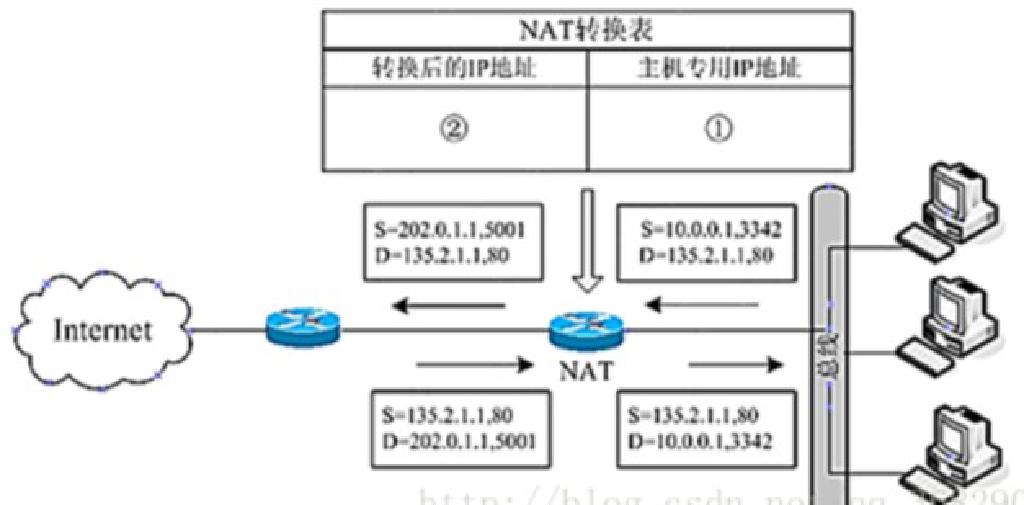 NAT转换表
转换后的IP地址
主机专用IP地址
②
①
S=202.0.1.1,5001
D=135.2.1.1,80
S=10.0.0.1,3342
D=135.2.1.1,80
Internet
NAT
总线
S=135.2.1.1,80
D=202.0.1.1,5001
S=135.2.1.1,80
D=10.0.0.1,3342
http://blog.csdn.ne